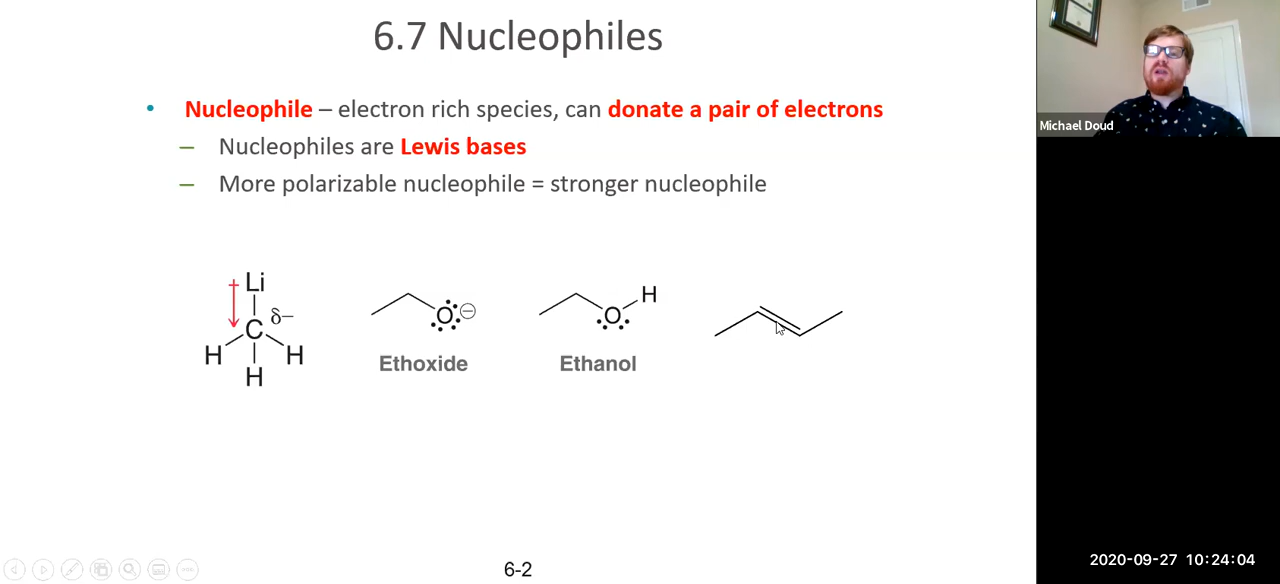 6.7 Nucleophiles
• Nucleophile – electron rich species, can donate a pair of electrons
– Nucleophiles are Lewis bases
– More polarizable nucleophile = stronger nucleophile
Li
C δ–
H H
H
Ethoxide
O
⊖
Ethanol
O
H
6-2
Michael Doud
2020-09-27 10:24:04